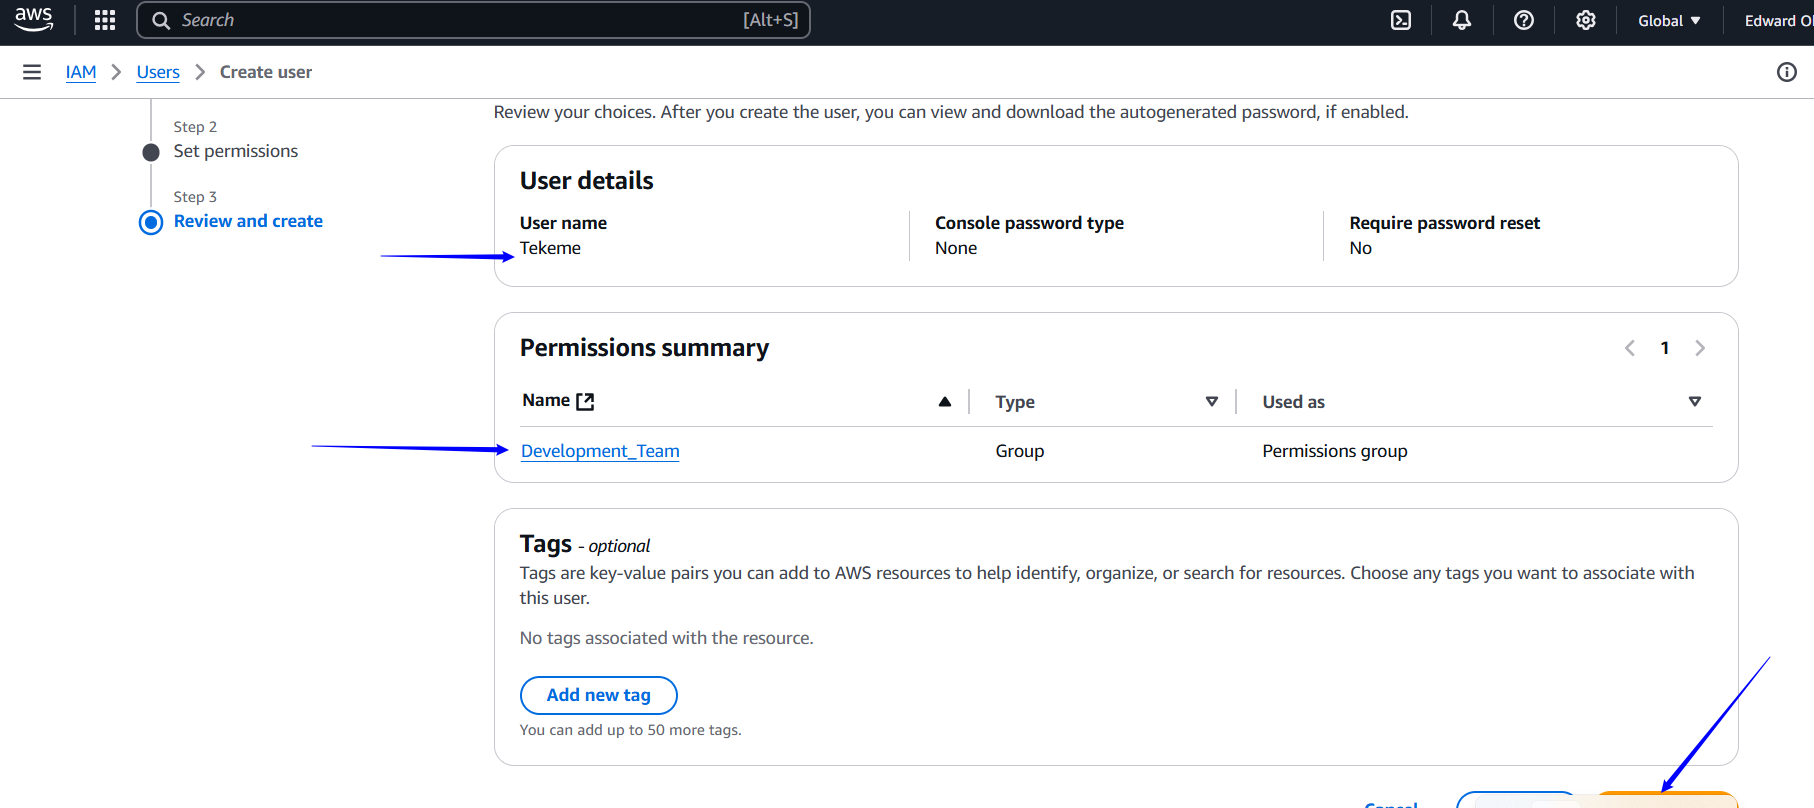 aws
Search [Alt+S]
Global ▼
Edward
IAM > Users > Create user
Review your choices. After you create the user, you can view and download the autogenerated password, if enabled.
Step 2
Set permissions
Step 3
Review and create
User details
User name
Tekeme
Console password type
None
Require password reset
No
Permissions summary
< 1 >
Name
Type
Used as
Development_Team
Group
Permissions group
Tags - optional
Tags are key-value pairs you can add to AWS resources to help identify, organize, or search for resources. Choose any tags you want to associate with
this user.
No tags associated with the resource.
Add new tag
You can add up to 50 more tags.
Cancel